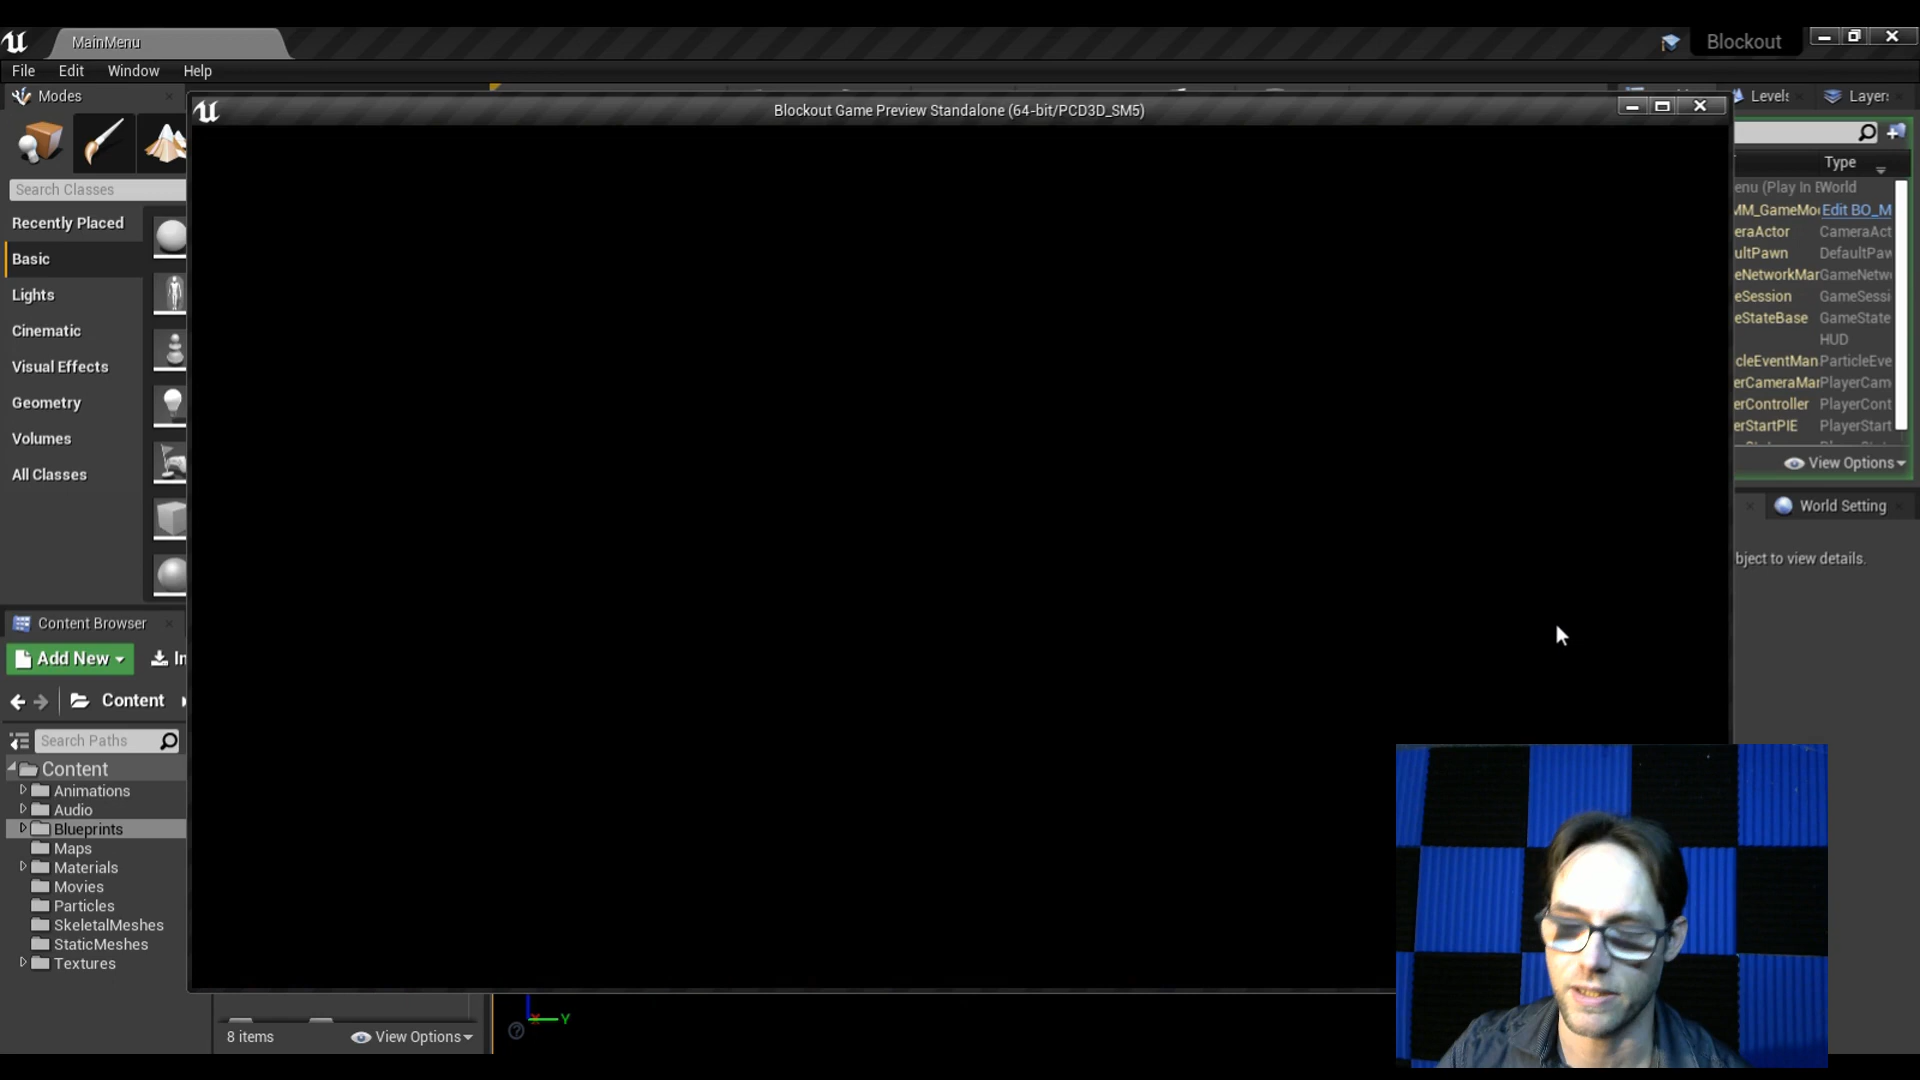 MainMenu
Blockout
File Edit Window Help
Modes
Levels
Layers
Blockout Game Preview Standalone (64-bit/PCD3D_SM5)
Search Classes
Type
Recently Placed
Basic
Lights
Cinematic
Visual Effects
Geometry
Volumes
All Classes
enu (Play In E World
MM_GameMo Edit BO_M
eraActor CameraAct
ultPawn DefaultPaw
eNetworkMar GameNetw
eSession GameSessi
eStateBase GameState
HUD
cleEventMan ParticleEve
erCameraMar PlayerCam
erController PlayerCont
erStartPIE PlayerStart
View Options
World Setting
bject to view details.
Content Browser
Add New
Im
Content
Search Paths
Content
Animations
Audio
Blueprints
Maps
Materials
Movies
Particles
SkeletalMeshes
StaticMeshes
Textures
8 items
View Options
Y